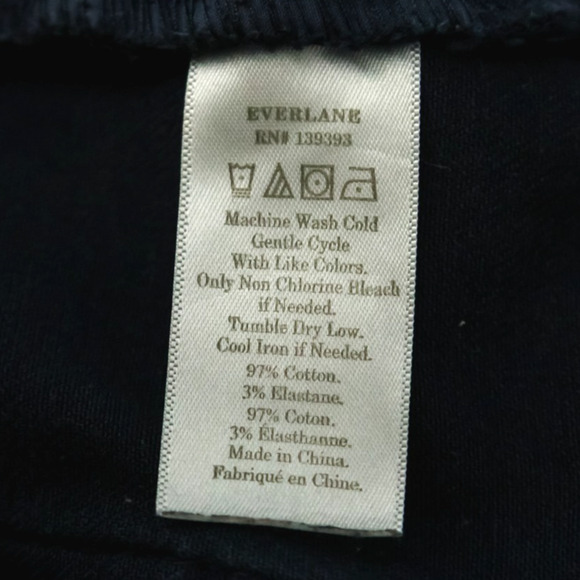 EVERLANE
RN# 139393
Machine Wash Cold
Gentle Cycle
With Like Colors.
Only Non Chlorine Bleach
if Needed.
Tumble Dry Low.
Cool Iron if Needed.
97% Cotton.
3% Elastane.
97% Coton.
3% Élasthanne.
Made in China.
Fabriqué en Chine.